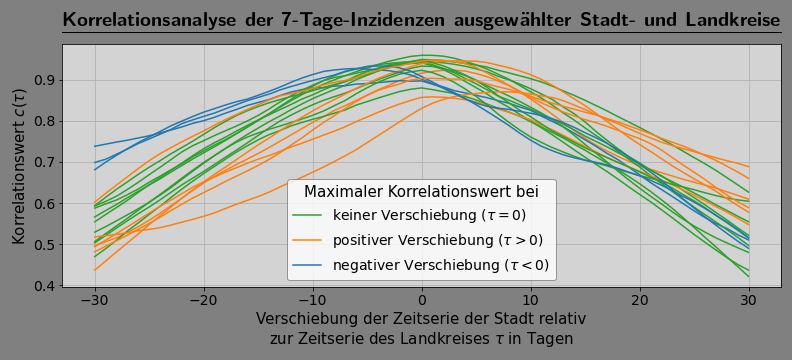 Korrelationsanalyse der 7-Tage-Inzidenzen ausgewählter Stadt- und Landkreise
Korrelationswert c(τ)
0.9
0.8
0.7
0.6
0.5
0.4
Maximaler Korrelationswert bei
keiner Verschiebung (τ = 0)
positiver Verschiebung (τ > 0)
negativer Verschiebung (τ < 0)
−30
−20
−10
0
10
20
30
Verschiebung der Zeitserie der Stadt relativ
zur Zeitserie des Landkreises τ in Tagen